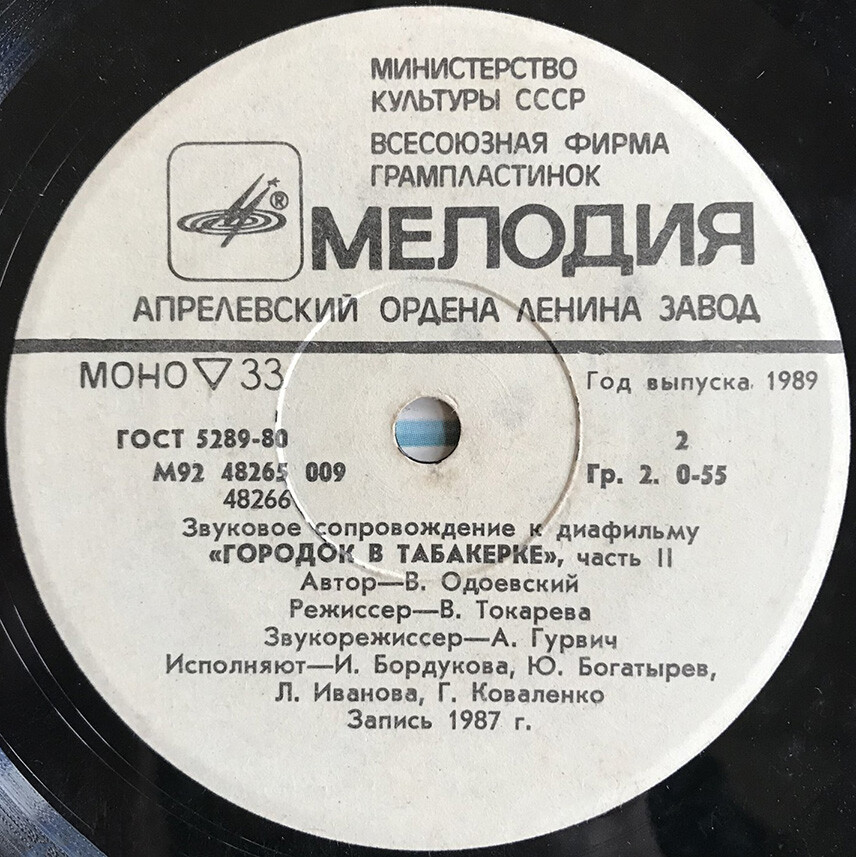 МИНИСТЕРСТВО
КУЛЬТУРЫ СССР
ВСЕСОЮЗНАЯ ФИРМА
ГРАМПЛАСТИНОК
®
МЕЛОДИЯ
АПРЕЛЕВСКИЙ ОРДЕНА ЛЕНИНА ЗАВОД
МОНО ▽ 33
Год выпуска 1989
ГОСТ 5289-80
2
М92 48265 009
Гр. 2. 0-55
48266
Звуковое сопровождение к диафильму
«ГОРОДОК В ТАБАКЕРКЕ», часть II
Автор—В. Одоевский
Режиссер—В. Токарева
Звукорежиссер—А. Гурвич
Исполняют—И. Бордукова, Ю. Богатырев,
Л. Иванова, Г. Коваленко
Запись 1987 г.